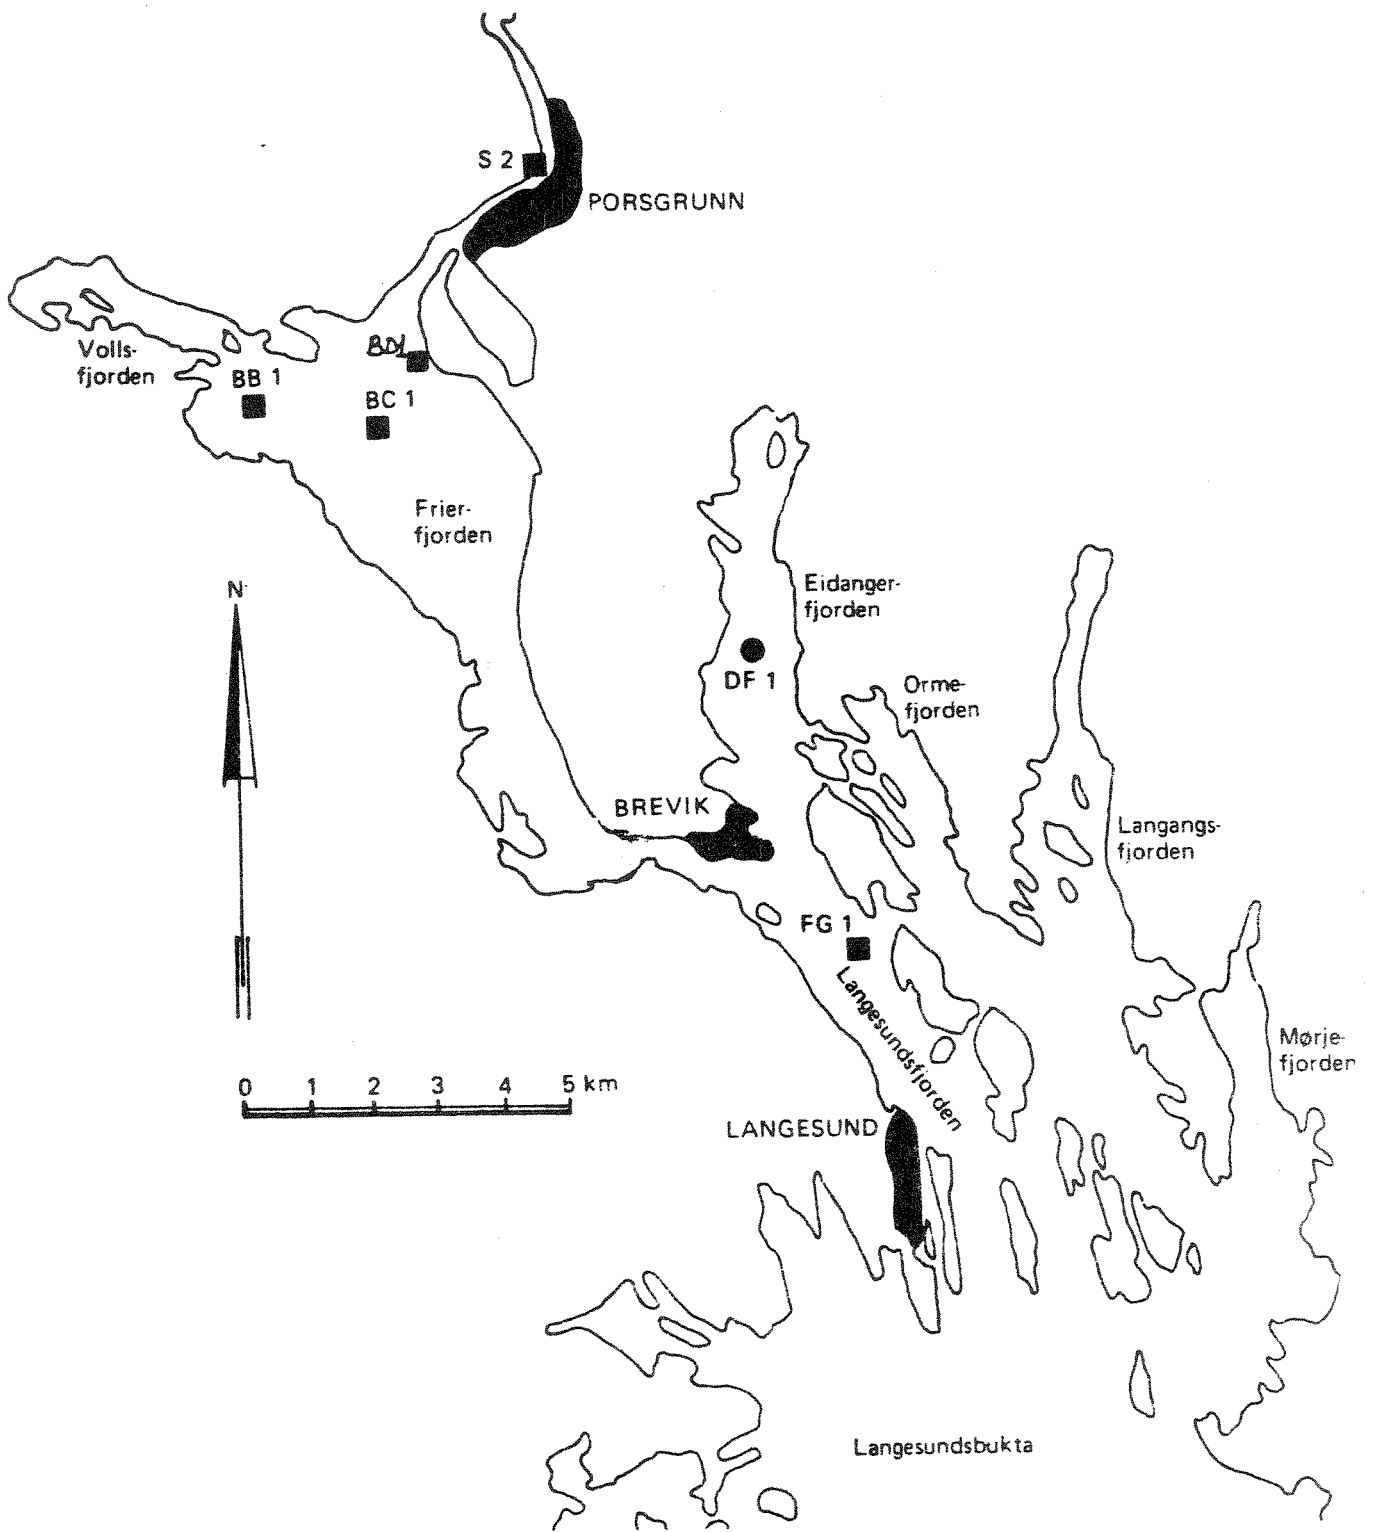 S 2
PORSGRUNN
Volls-
fjorden
BB 1
BD1
BC 1
Frier-
fjorden
N
Eidanger-
fjorden
DF 1
Orme-
fjorden
BREVIK
Langangs-
fjorden
FG 1
Langesundsfjorden
Mørje-
fjorden
0 1 2 3 4 5 km
LANGESUND
Langesundsbukta